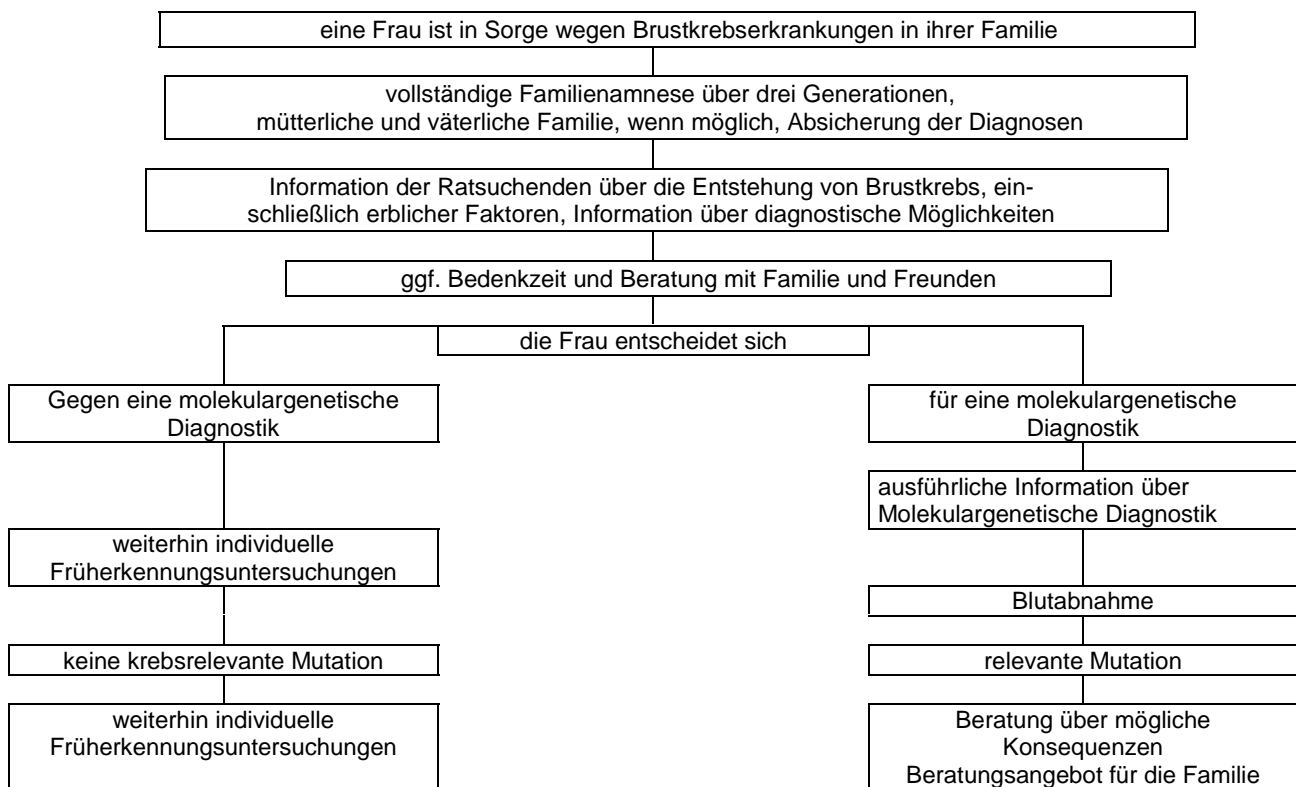 eine Frau ist in Sorge wegen Brustkrebserkrankungen in ihrer Familie
vollständige Familienamnese über drei Generationen,
mütterliche und väterliche Familie, wenn möglich, Absicherung der Diagnosen
Information der Ratsuchenden über die Entstehung von Brustkrebs, ein-
schließlich erblicher Faktoren, Information über diagnostische Möglichkeiten
ggf. Bedenkzeit und Beratung mit Familie und Freunden
die Frau entscheidet sich
Gegen eine molekulargenetische
Diagnostik
für eine molekulargenetische
Diagnostik
ausführliche Information über
Molekulargenetische Diagnostik
weiterhin individuelle
Früherkennungsuntersuchungen
Blutabnahme
keine krebsrelevante Mutation
relevante Mutation
weiterhin individuelle
Früherkennungsuntersuchungen
Beratung über mögliche
Konsequenzen
Beratungsangebot für die Familie